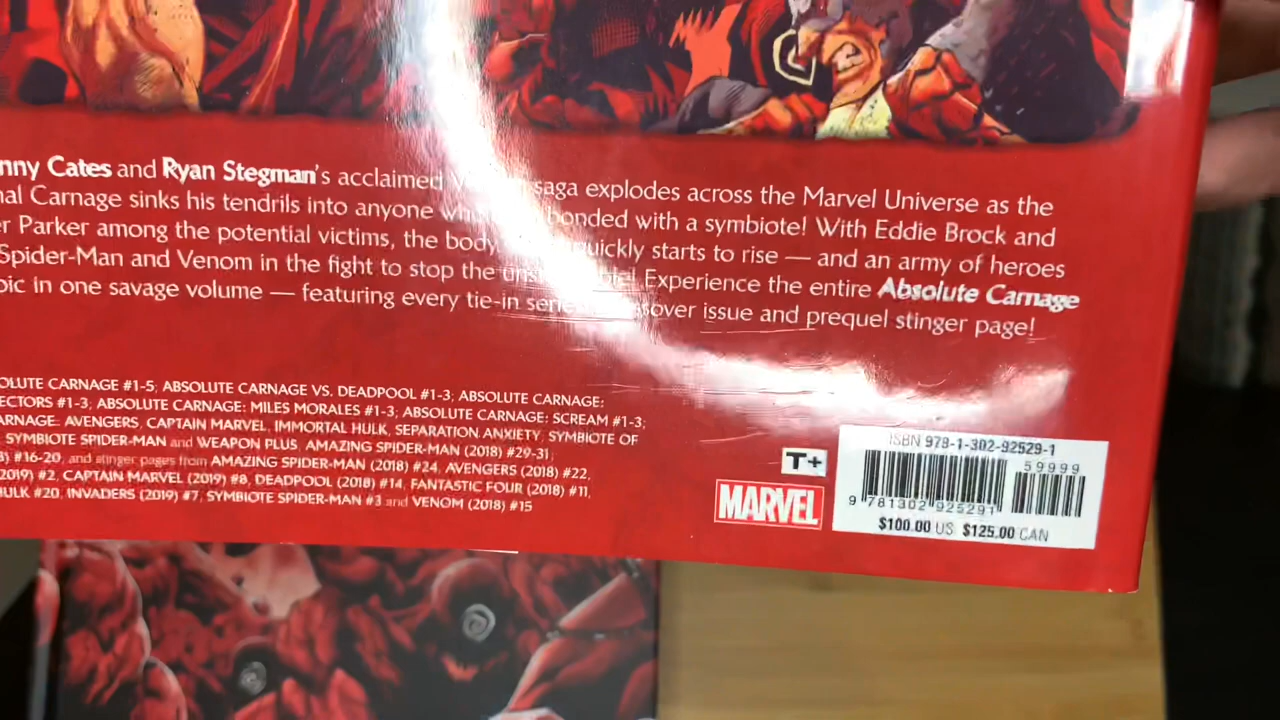 nny Cates and Ryan Stegman's acclaimed saga explodes across the Marvel Universe as the
nal Carnage sinks his tendrils into anyone bonded with a symbiote! With Eddie Brock and
er Parker among the potential victims, the body quickly starts to rise — and an army of heroes
Spider-Man and Venom in the fight to stop the Experience the entire Absolute Carnage
pic in one savage volume — featuring every tie-in issue and prequel stinger page!
OLUTE CARNAGE #1-5; ABSOLUTE CARNAGE VS. DEADPOOL #1-3; ABSOLUTE CARNAGE:
ECTORS #1-3; ABSOLUTE CARNAGE: MILES MORALES #1-3; ABSOLUTE CARNAGE: SCREAM #1-3;
ARNAGE: AVENGERS, CAPTAIN MARVEL, IMMORTAL HULK, SEPARATION ANXIETY, SYMBIOTE OF
SYMBIOTE SPIDER-MAN and WEAPON PLUS, AMAZING SPIDER-MAN (2018) #29-31;
8) #16-20, and stinger pages from AMAZING SPIDER-MAN (2018) #24, AVENGERS (2018) #22,
2019) #2, CAPTAIN MARVEL (2019) #8, DEADPOOL (2018) #14, FANTASTIC FOUR (2018) #11,
HULK #20, INVADERS (2019) #7, SYMBIOTE SPIDER-MAN #3 and VENOM (2018) #15
T+
MARVEL
ISBN 978-1-302-92529-1
59999
9 781302 925291
$100.00 US $125.00 CAN